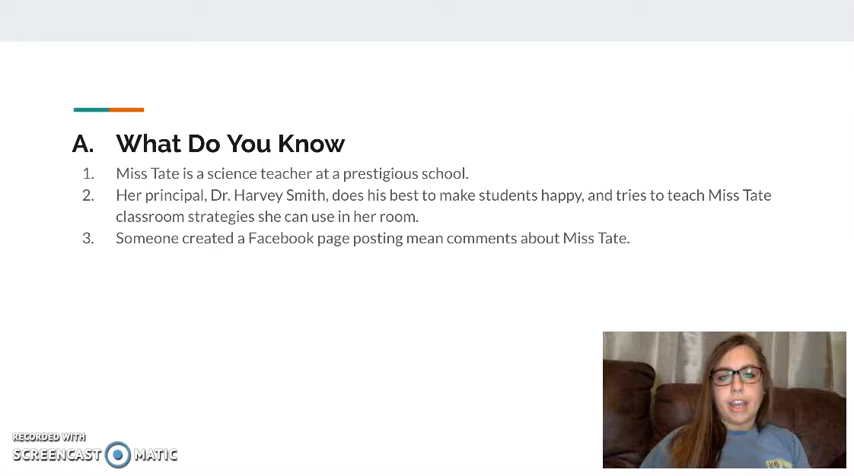 A. What Do You Know
1. Miss Tate is a science teacher at a prestigious school.
2. Her principal, Dr. Harvey Smith, does his best to make students happy, and tries to teach Miss Tate
classroom strategies she can use in her room.
3. Someone created a Facebook page posting mean comments about Miss Tate.
RECORDED WITH
SCREENCAST MATIC